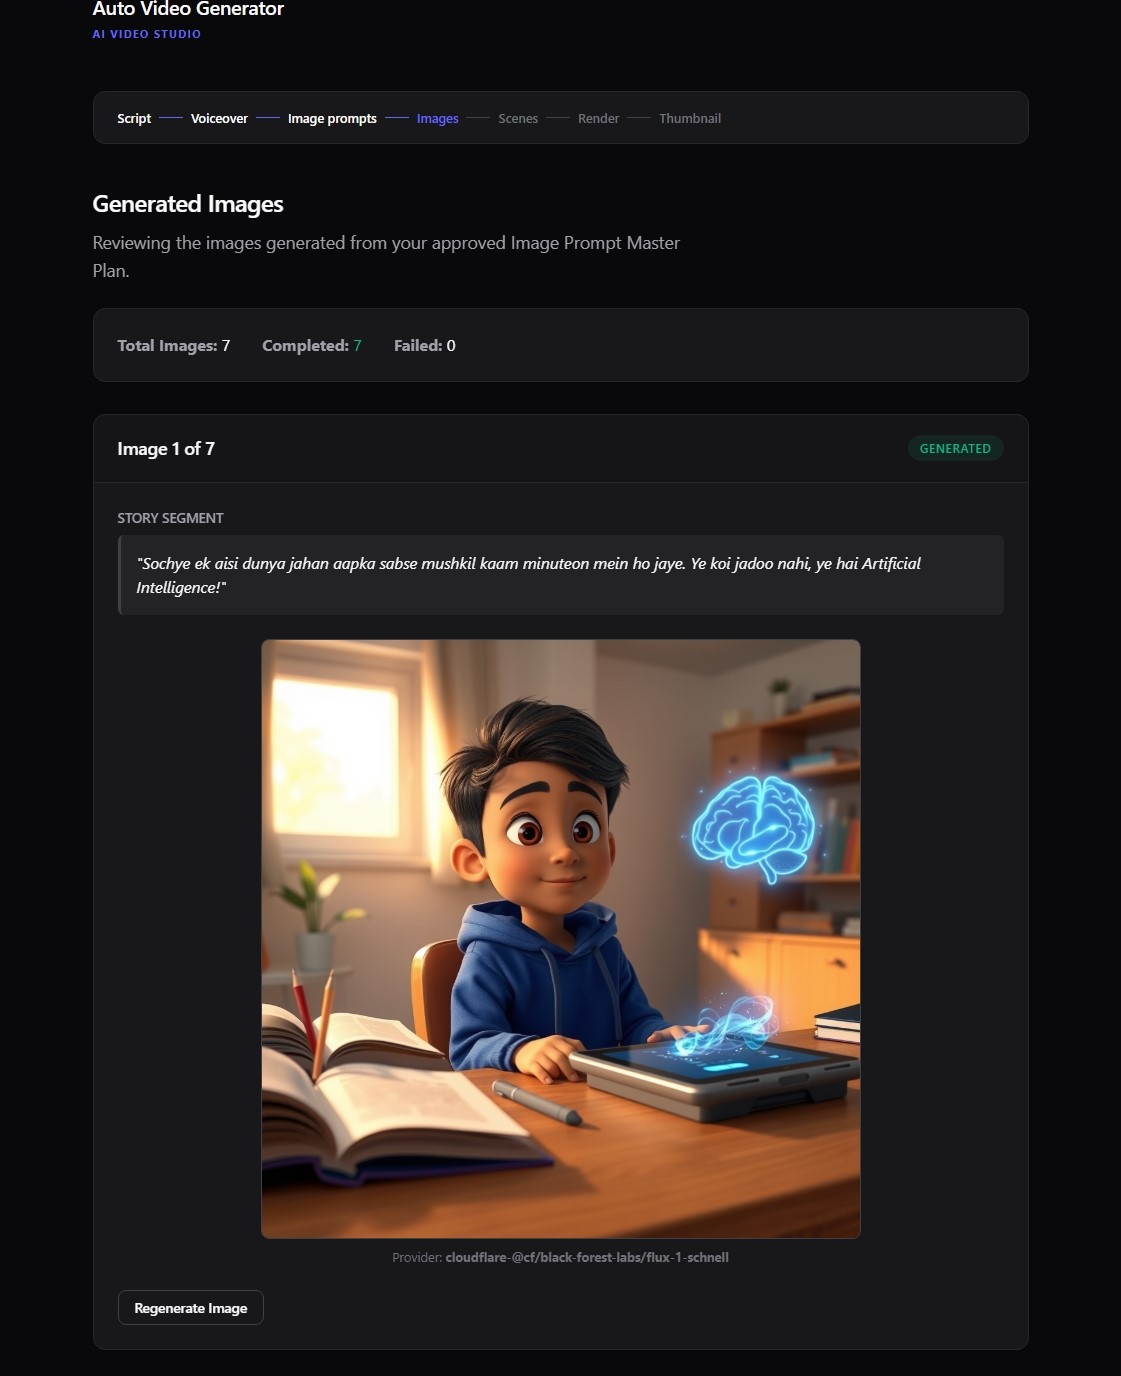 Auto Video Generator
AI VIDEO STUDIO
Script
Voiceover
Image prompts
Images
Scenes
Render
Thumbnail
Generated Images
Reviewing the images generated from your approved Image Prompt Master
Plan.
Total Images: 7
Completed: 7
Failed: 0
Image 1 of 7
GENERATED
STORY SEGMENT
"Sochye ek aisi dunya jahan aapka sabse mushkil kaam minuteon mein ho jaye. Ye koi jadoo nahi, ye hai Artificial
Intelligence!"
Provider: cloudflare-@cf/black-forest-labs/flux-1-schnell
Regenerate Image